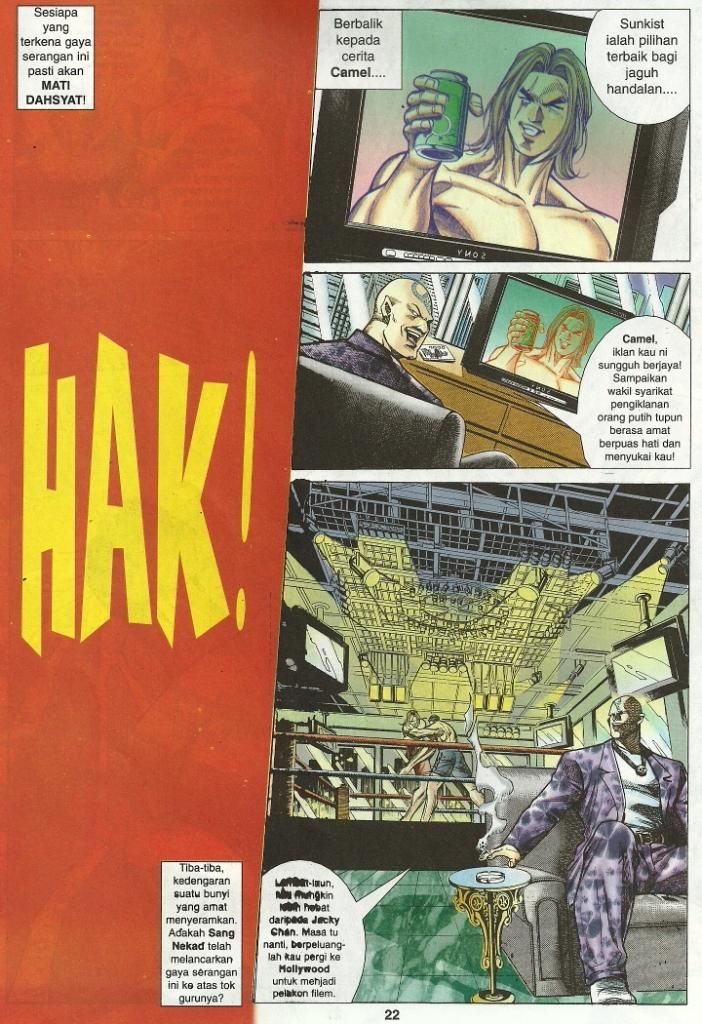 Sesiapa
yang
terkena gaya
serangan ini
pasti akan
MATI
DAHSYAT!
HAK!
Tiba-tiba,
kedengaran
suatu bunyi
yang amat
menyeramkan.
Adakah Sang
Nekad telah
melancarkan
gaya serangan
ini ke atas tok
gurunya?
Berbalik
kepada
cerita
Camel....
Sunkist
ialah pilihan
terbaik bagi
jaguh
handalan....
SONY
Camel,
iklan kau ni
sungguh berjaya!
Sampaikan
wakil syarikat
pengiklanan
orang putih tupun
berasa amat
berpuas hati dan
menyukai kau!
kau mungkin
lebih hebat
daripada Jacky
Chan. Masa tu
nanti, berpeluang-
lah kau pergi ke
Hollywood
untuk mehjadi
pelakon filem.
22